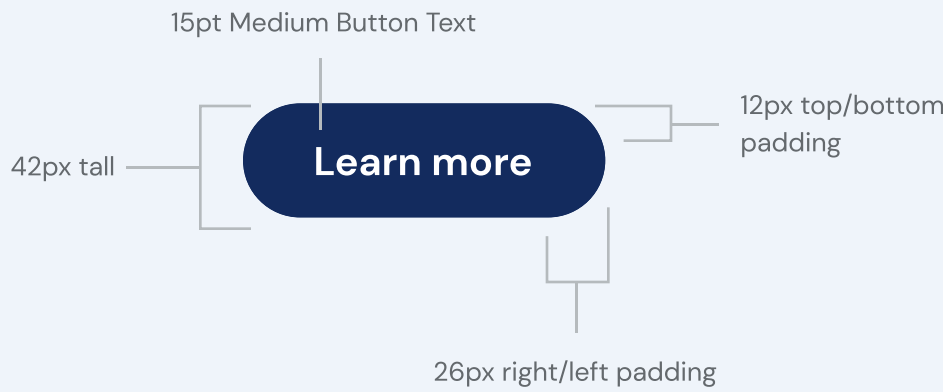 15pt Medium Button Text
12px top/bottom
padding
42px tall
Learn more
26px right/left padding